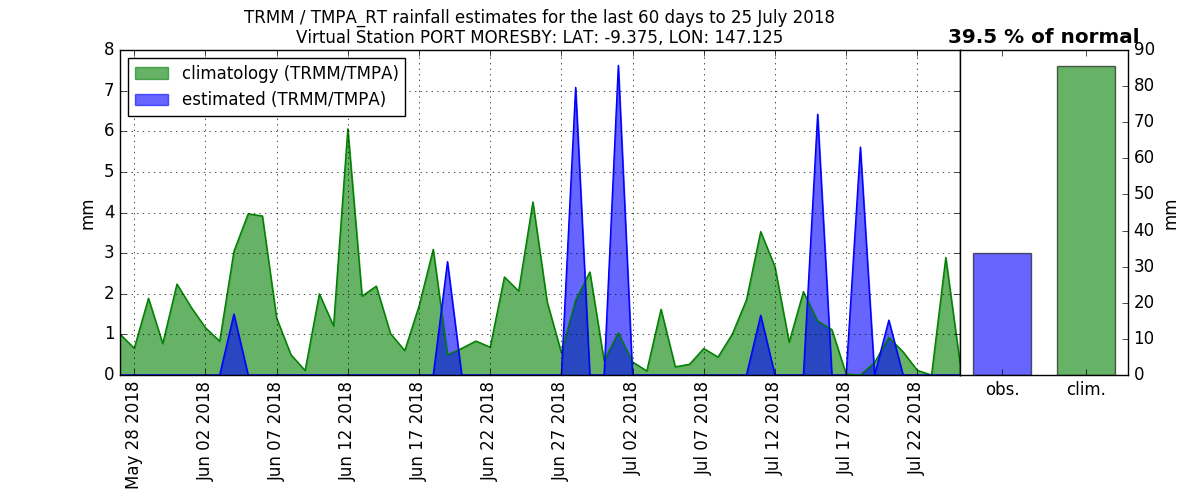 TRMM / TMPA_RT rainfall estimates for the last 60 days to 25 July 2018
Virtual Station PORT MORESBY: LAT: -9.375, LON: 147.125
39.5 % of normal
climatology (TRMM/TMPA)
estimated (TRMM/TMPA)
8
7
6
5
4
3
2
1
0
mm
May 28 2018
Jun 02 2018
Jun 07 2018
Jun 12 2018
Jun 17 2018
Jun 22 2018
Jun 27 2018
Jul 02 2018
Jul 07 2018
Jul 12 2018
Jul 17 2018
Jul 22 2018
obs.
clim.
90
80
70
60
50
40
30
20
10
0
mm